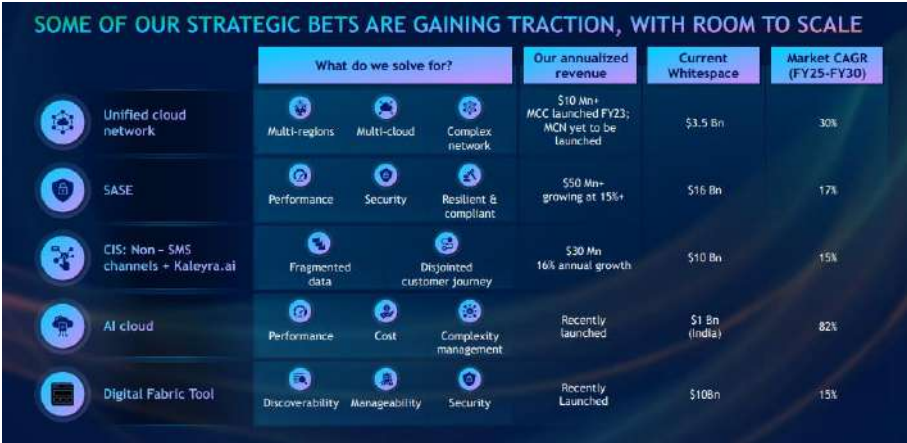 SOME OF OUR STRATEGIC BETS ARE GAINING TRACTION, WITH ROOM TO SCALE
What do we solve for?
Our annualized
revenue
Current
Whitespace
Market CAGR
(FY25-FY30)
Unified cloud
network
Multi-regions
Multi-cloud
Complex
network
$10 Mn+
MCC launched FY23;
MCN yet to be
launched
$3.5 Bn
30%
SASE
Performance
Security
Resilient &
compliant
$50 Mn+
growing at 15%+
$16 Bn
17%
CIS: Non - SMS
channels + Kaleyra.ai
Fragmented
data
Disjointed
customer journey
$30 Mn
16% annual growth
$10 Bn
15%
AI cloud
Performance
Cost
Complexity
management
Recently
launched
$1 Bn
(India)
82%
Digital Fabric Tool
Discoverability
Manageability
Security
Recently
Launched
$10Bn
15%